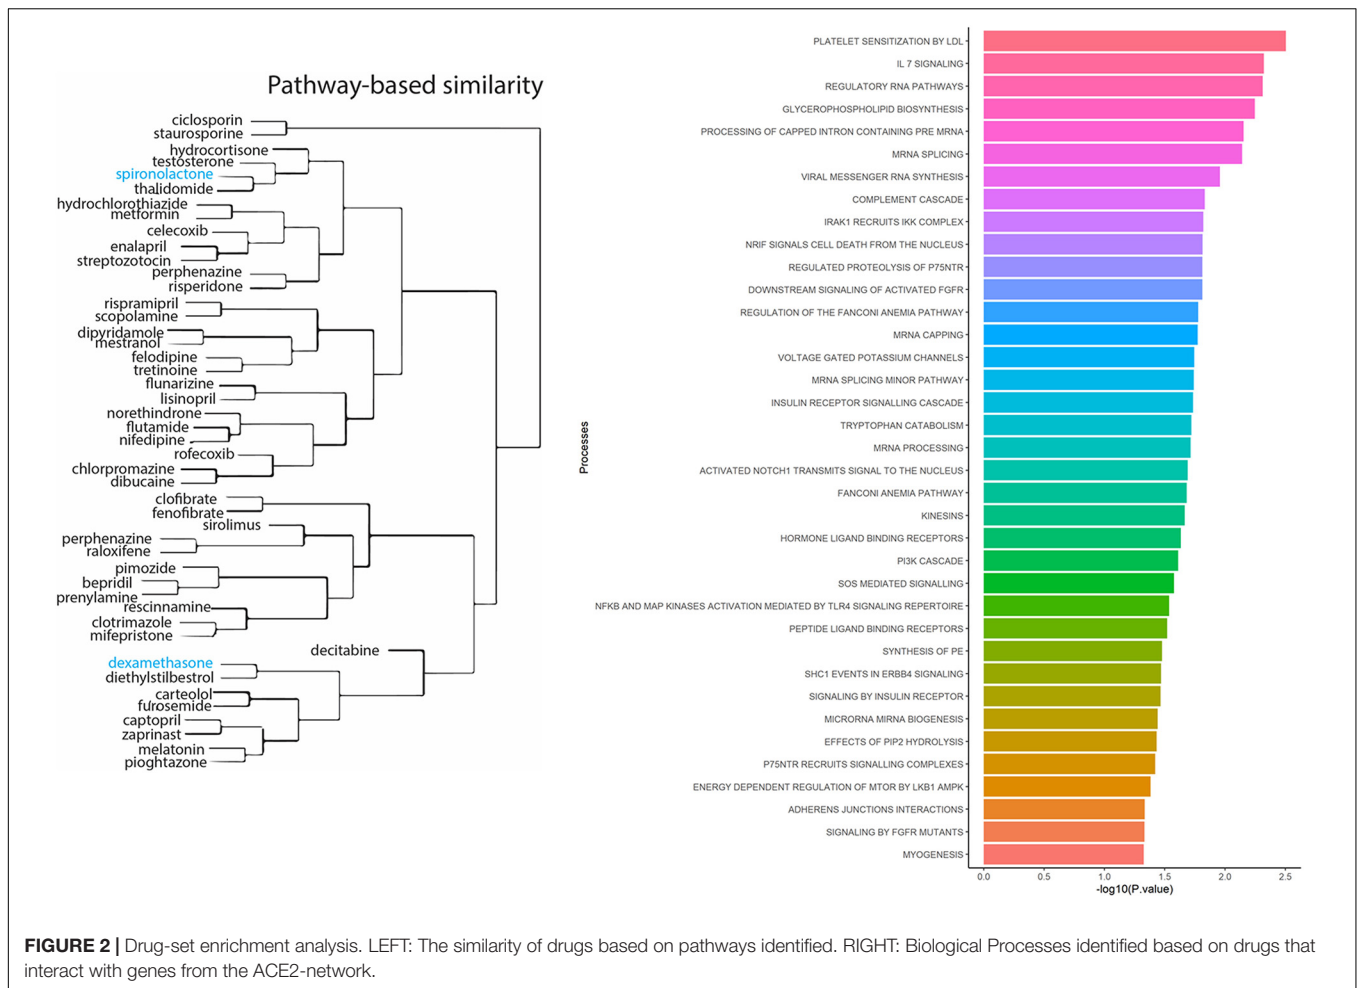 Pathway-based similarity
ciclosporin
staurosporine
hydrocortisone
testosterone
spironolactone
thalidomide
hydrochlorothiazide
metformin
celecoxib
enalapril
streptozotocin
perphenazine
risperidone
rispramipril
scopolamine
dipyridamole
mestranol
felodipine
tretinoine
flunarizine
lisinopril
norethindrone
flutamide
nifedipine
rofecoxib
chlorpromazine
dibucaine
clofibrate
fenofibrate
sirolimus
perphenazine
raloxifene
pimozide
bepridil
prenylamine
rescinnamine
clotrimazole
mifepristone
decitabine
dexamethasone
diethylstilbestrol
carteolol
furosemide
captopril
zaprinast
melatonin
pioghtazone
Processes
PLATELET SENSITIZATION BY LDL
IL 7 SIGNALING
REGULATORY RNA PATHWAYS
GLYCEROPHOSPHOLIPID BIOSYNTHESIS
PROCESSING OF CAPPED INTRON CONTAINING PRE MRNA
MRNA SPLICING
VIRAL MESSENGER RNA SYNTHESIS
COMPLEMENT CASCADE
IRAK1 RECRUITS IKK COMPLEX
NRIF SIGNALS CELL DEATH FROM THE NUCLEUS
REGULATED PROTEOLYSIS OF P75NTR
DOWNSTREAM SIGNALING OF ACTIVATED FGFR
REGULATION OF THE FANCONI ANEMIA PATHWAY
MRNA CAPPING
VOLTAGE GATED POTASSIUM CHANNELS
MRNA SPLICING MINOR PATHWAY
INSULIN RECEPTOR SIGNALLING CASCADE
TRYPTOPHAN CATABOLISM
MRNA PROCESSING
ACTIVATED NOTCH1 TRANSMITS SIGNAL TO THE NUCLEUS
FANCONI ANEMIA PATHWAY
KINESINS
HORMONE LIGAND BINDING RECEPTORS
PI3K CASCADE
SOS MEDIATED SIGNALLING
NFKB AND MAP KINASES ACTIVATION MEDIATED BY TLR4 SIGNALING REPERTOIRE
PEPTIDE LIGAND BINDING RECEPTORS
SYNTHESIS OF PE
SHC1 EVENTS IN ERBB4 SIGNALING
SIGNALING BY INSULIN RECEPTOR
MICRORNA MIRNA BIOGENESIS
EFFECTS OF PIP2 HYDROLYSIS
P75NTR RECRUITS SIGNALLING COMPLEXES
ENERGY DEPENDENT REGULATION OF MTOR BY LKB1 AMPK
ADHERENS JUNCTIONS INTERACTIONS
SIGNALING BY FGFR MUTANTS
MYOGENESIS
0.0 0.5 1.0 1.5 2.0 2.5
-log10(P.value)
FIGURE 2 | Drug-set enrichment analysis. LEFT: The similarity of drugs based on pathways identified. RIGHT: Biological Processes identified based on drugs that
interact with genes from the ACE2-network.